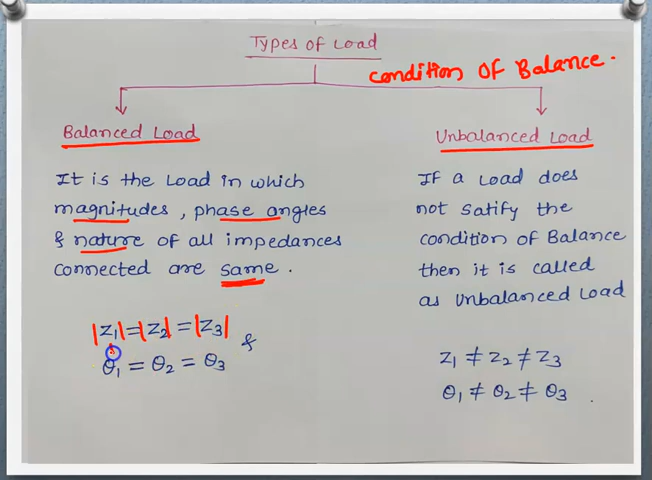 Types of Load
condition OF Balance.
Balanced Load
It is the Load in which
magnitudes, phase angles
& nature of all impedances
connected are same.
|z₁|=|z₂|=|z₃| &
θ₁ = θ₂ = θ₃
Unbalanced Load
If a Load does
not satify the
condition of Balance
then it is called
as Unbalanced Load
z₁ ≠ z₂ ≠ z₃
θ₁ ≠ θ₂ ≠ θ₃ .